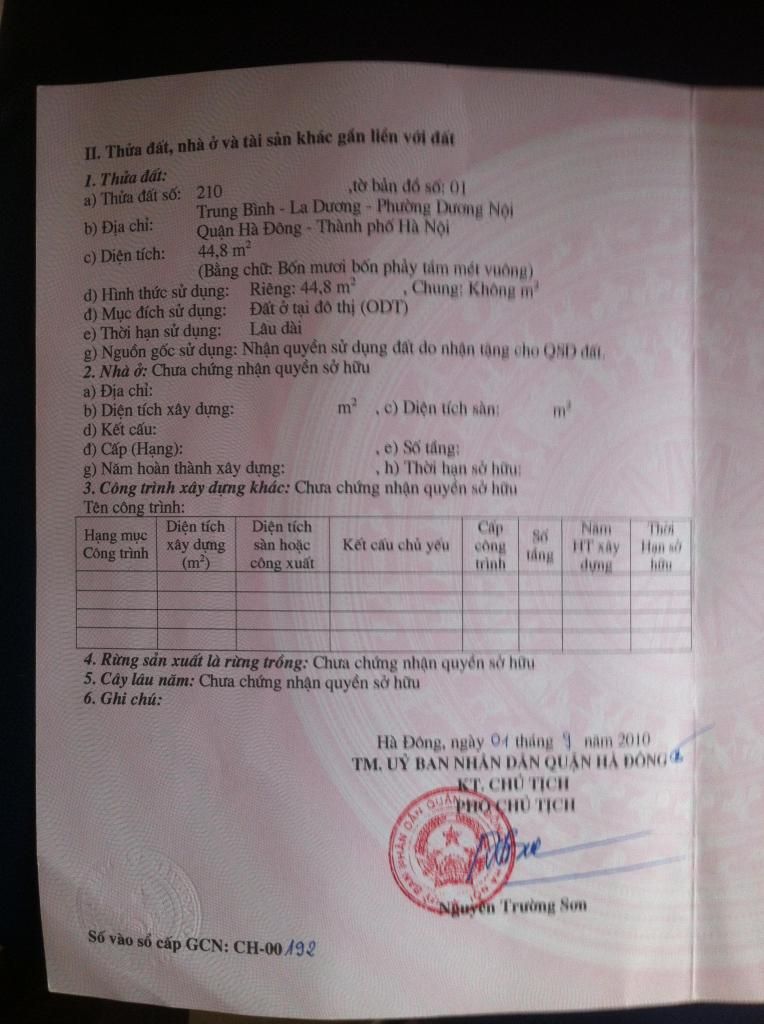 II. Thửa đất, nhà ở và tài sản khác gắn liền với đất
1. Thửa đất:
a) Thửa đất số: 210 ,tờ bản đồ số: 01
b) Địa chỉ: Trung Bình - La Dương - Phường Dương Nội
Quận Hà Đông - Thành phố Hà Nội
c) Diện tích: 44,8 m²
(Bằng chữ: Bốn mươi bốn phảy tám mét vuông)
d) Hình thức sử dụng: Riêng: 44,8 m² , Chung: Không m²
đ) Mục đích sử dụng: Đất ở tại đô thị (ODT)
e) Thời hạn sử dụng: Lâu dài
g) Nguồn gốc sử dụng: Nhận quyền sử dụng đất do nhận tặng cho QSD đất.
2. Nhà ở: Chưa chứng nhận quyền sở hữu
a) Địa chỉ:
b) Diện tích xây dựng: m² , c) Diện tích sàn: m²
d) Kết cấu:
đ) Cấp (Hạng): , e) Số tầng:
g) Năm hoàn thành xây dựng: , h) Thời hạn sở hữu:
3. Công trình xây dựng khác: Chưa chứng nhận quyền sở hữu
Tên công trình:
Hạng mục Công trình
Diện tích xây dựng (m²)
Diện tích sàn hoặc công xuất
Kết cấu chủ yếu
Cấp công trình
Số tầng
Năm HT xây dựng
Thời Hạn sở hữu
4. Rừng sản xuất là rừng trồng: Chưa chứng nhận quyền sở hữu
5. Cây lâu năm: Chưa chứng nhận quyền sở hữu
6. Ghi chú:
Hà Đông, ngày 01 tháng 9 năm 2010
TM. UỶ BAN NHÂN DÂN QUẬN HÀ ĐÔNG
KT. CHỦ TỊCH
PHÓ CHỦ TỊCH
Nguyễn Trường Sơn
Số vào sổ cấp GCN: CH-00192